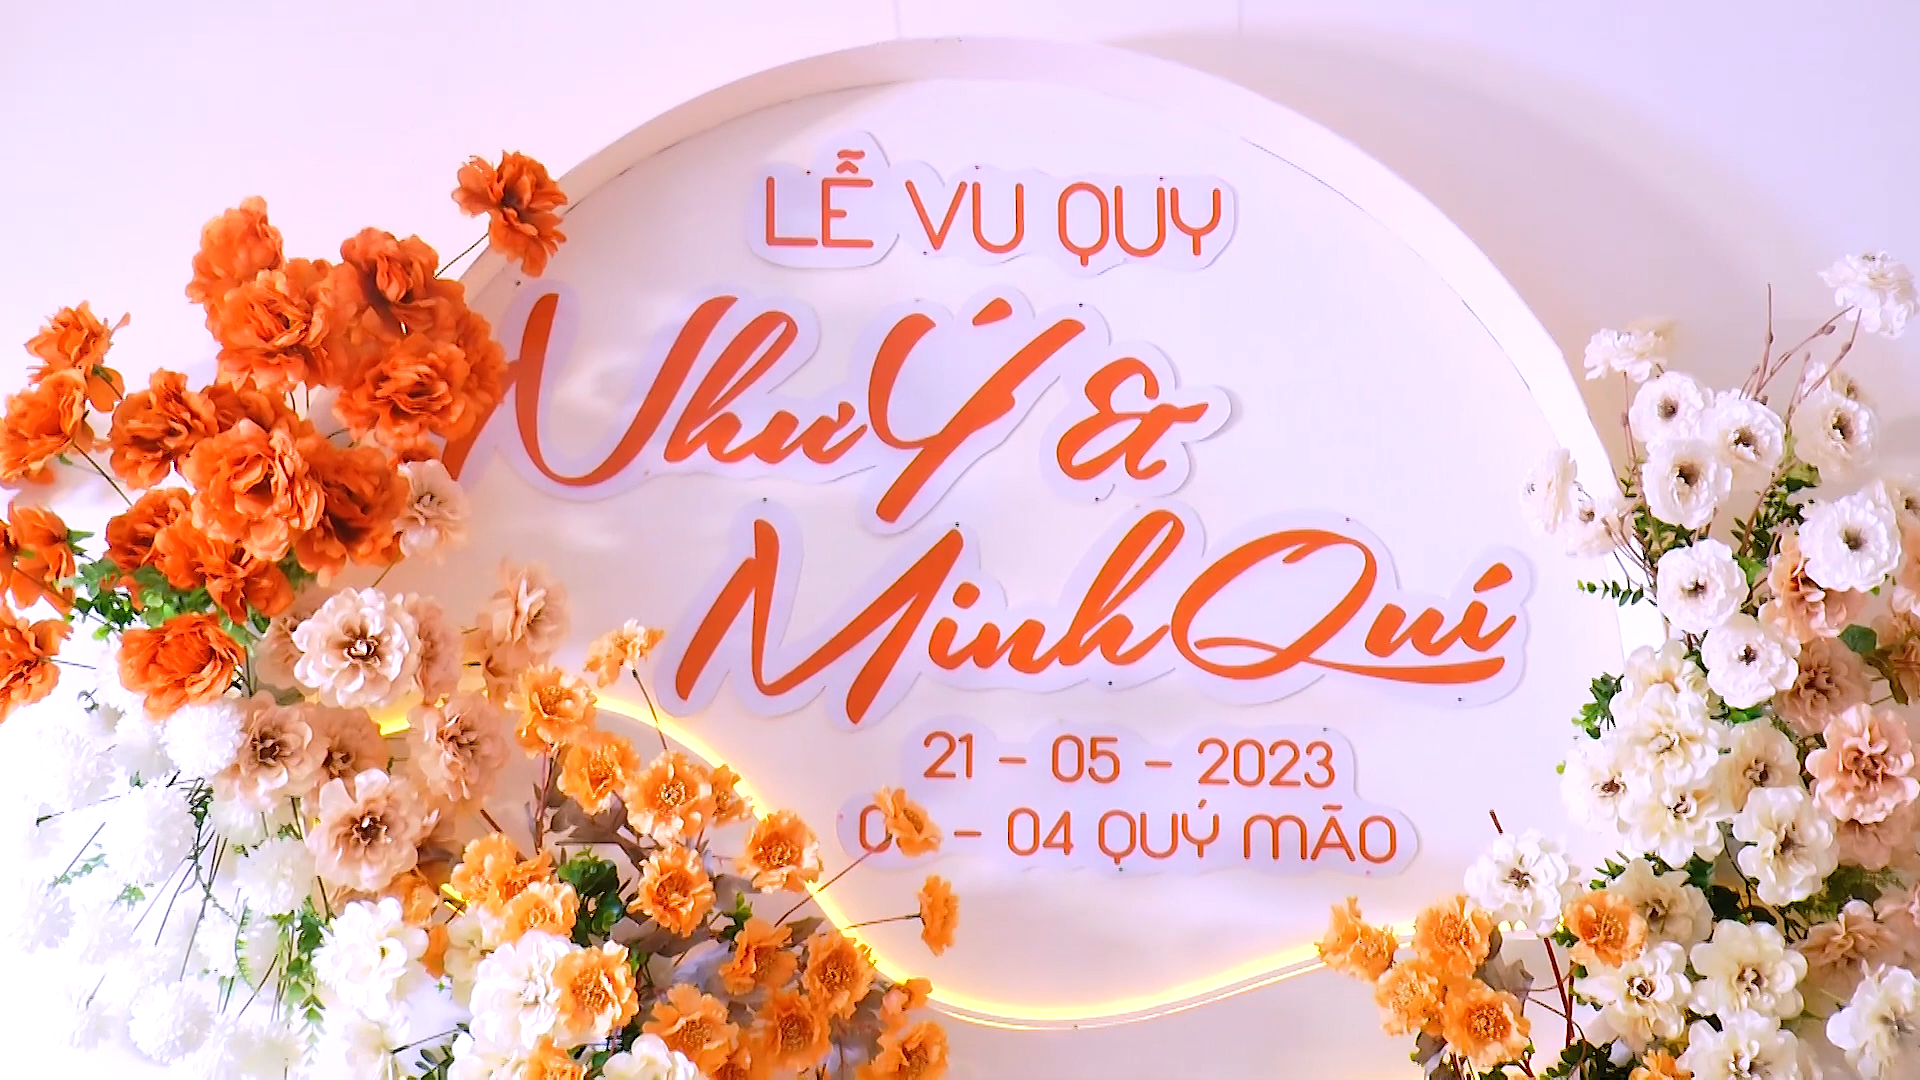 LỄ VU QUY
Như Ý &
Minh Quí
21 - 05 - 2023
- 04 QUÝ MÃO